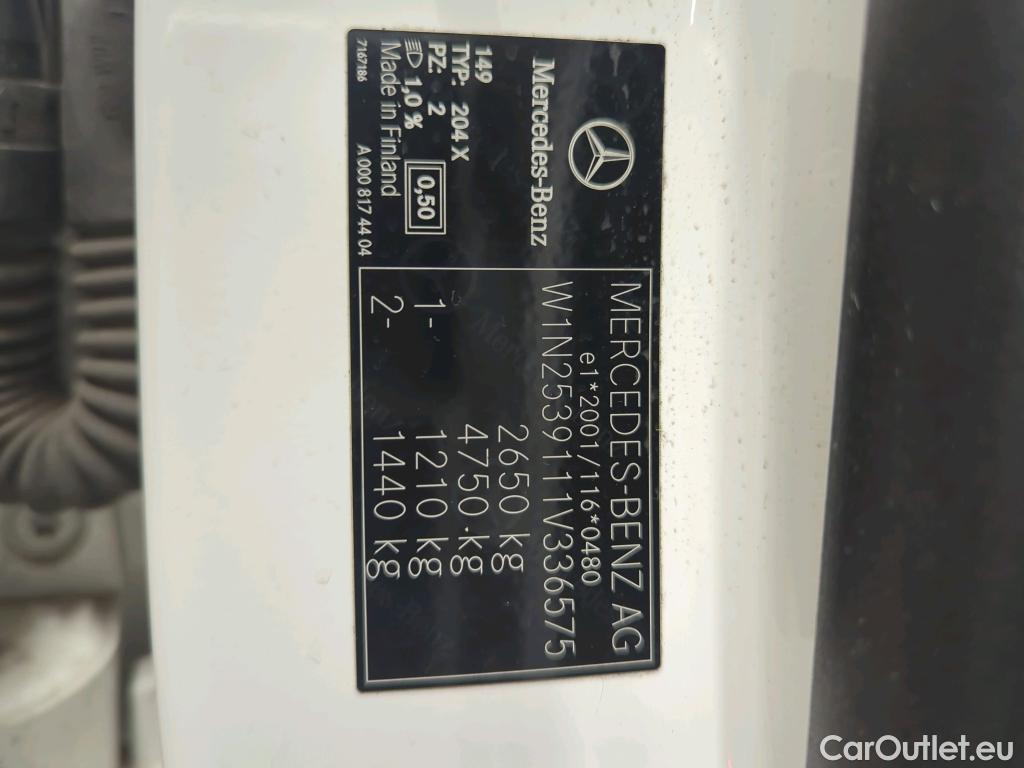 MERCEDES-BENZ AG
e1*2001/116*0480
W1N2539111V336575
2650 kg
4750 kg
1- 1210 kg
2- 1440 kg
Mercedes-Benz
149
TYP: 204 X
PZ: 2
1,0 % 0,50
Made in Finland
7167186 A 000 817 44 04
CarOutlet.eu